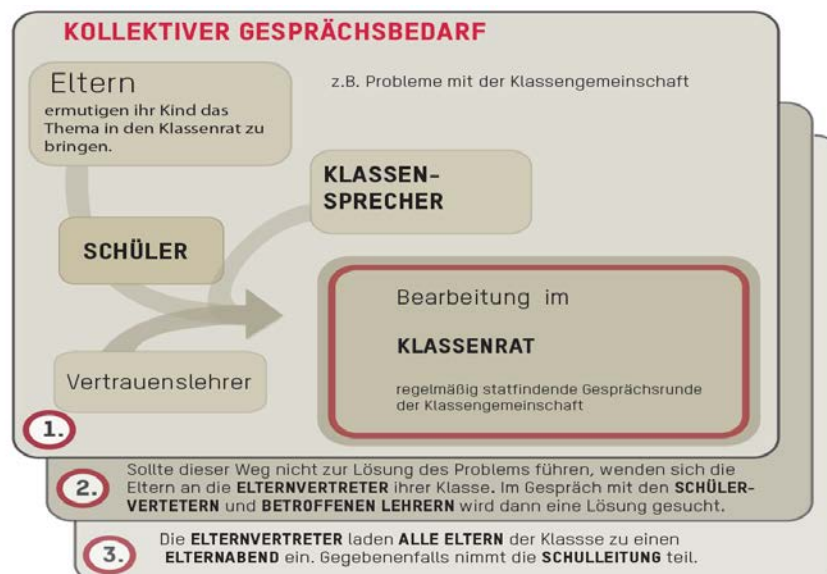 KOLLEKTIVER GESPRÄCHSBEDARF
Eltern
ermutigen ihr Kind das
Thema in den Klassenrat zu
bringen.
z.B. Probleme mit der Klassengemeinschaft
KLASSEN-
SPRECHER
SCHÜLER
Vertrauenslehrer
Bearbeitung im
KLASSENRAT
regelmäßig statfindende Gesprächsrunde
der Klassengemeinschaft
1.
2.
Sollte dieser Weg nicht zur Lösung des Problems führen, wenden sich die
Eltern an die ELTERNVERTRETER ihrer Klasse. Im Gespräch mit den SCHÜLER-
VERTETERN und BETROFFENEN LEHRERN wird dann eine Lösung gesucht.
3.
Die ELTERNVERTRETER laden ALLE ELTERN der Klassse zu einen
ELTERNABEND ein. Gegebenenfalls nimmt die SCHULLEITUNG teil.